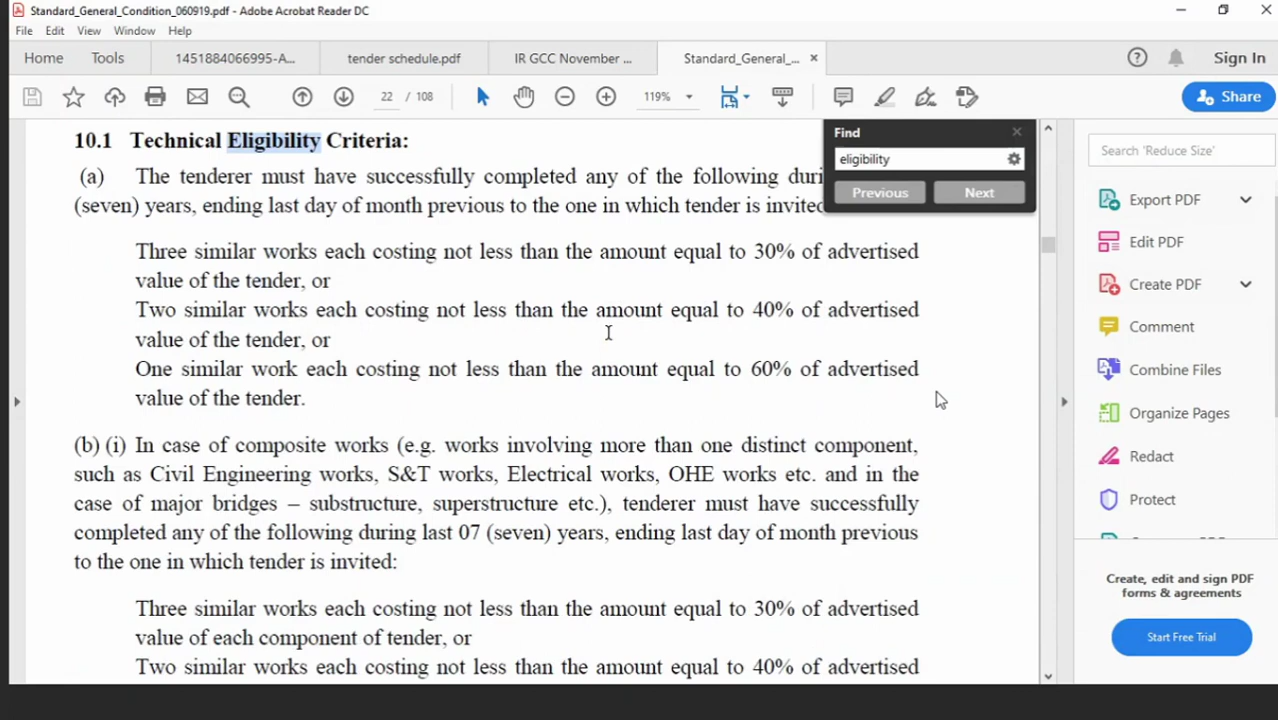 Standard_General_Condition_060919.pdf - Adobe Acrobat Reader DC
File Edit View Window Help
Home Tools 1451884066995-A... tender schedule.pdf IR GCC November ... Standard_General_... × Sign In
22 / 108 119% Share
10.1 Technical Eligibility Criteria:
(a) The tenderer must have successfully completed any of the following
(seven) years, ending last day of month previous to the one in which tender is invited
Three similar works each costing not less than the amount equal to 30% of advertised
value of the tender, or
Two similar works each costing not less than the amount equal to 40% of advertised
value of the tender, or
One similar work each costing not less than the amount equal to 60% of advertised
value of the tender.
(b) (i) In case of composite works (e.g. works involving more than one distinct component,
such as Civil Engineering works, S&T works, Electrical works, OHE works etc. and in the
case of major bridges – substructure, superstructure etc.), tenderer must have successfully
completed any of the following during last 07 (seven) years, ending last day of month previous
to the one in which tender is invited:
Three similar works each costing not less than the amount equal to 30% of advertised
value of each component of tender, or
Two similar works each costing not less than the amount equal to 40% of advertised
Find
eligibility
Previous Next
Search 'Reduce Size'
Export PDF
Edit PDF
Create PDF
Comment
Combine Files
Organize Pages
Redact
Protect
Create, edit and sign PDF
forms & agreements
Start Free Trial